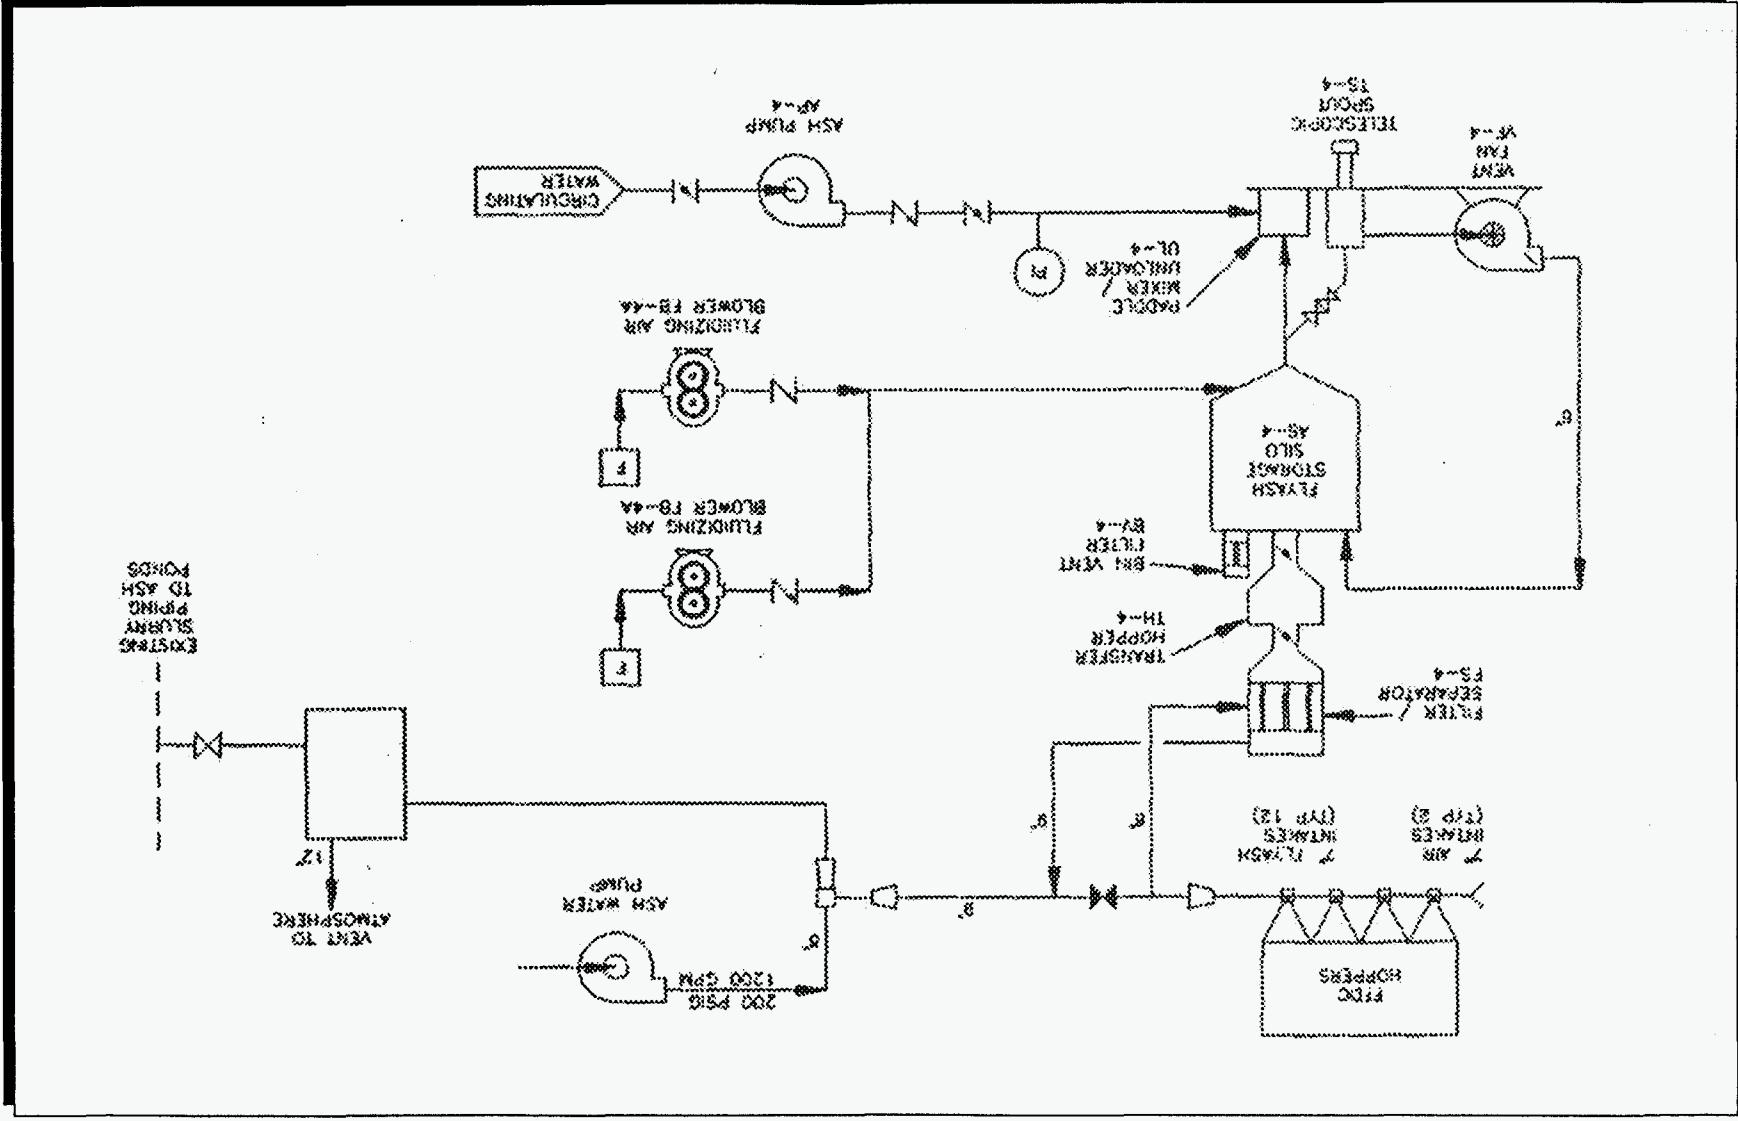 FFDC
HOPPERS
200 PSIG
1200 GPM
ASH WATER
PUMP
VENT TO
ATMOSPHERE
12"
8"
8"
8"
AIR
INTAKES
(TYP 2)
FLYASH
INTAKES
(TYP 12)
FILTER /
SEPARATOR
FS-4
TRANSFER
HOPPER
TH-4
BIN VENT
FILTER
BV-4
EXISTING
SLURRY
PIPING
TO ASH
PONDS
F
FLUIDIZING AIR
BLOWER FB-4A
FLYASH
STORAGE
SILO
AS-4
6"
F
FLUIDIZING AIR
BLOWER FB-4A
PADDLE
MIXER /
UNLOADER
UL-4
PI
CIRCULATING
WATER
VENT
FAN
VF-4
TELESCOPIC
SPOUT
TS-4
ASH PUMP
AP-4